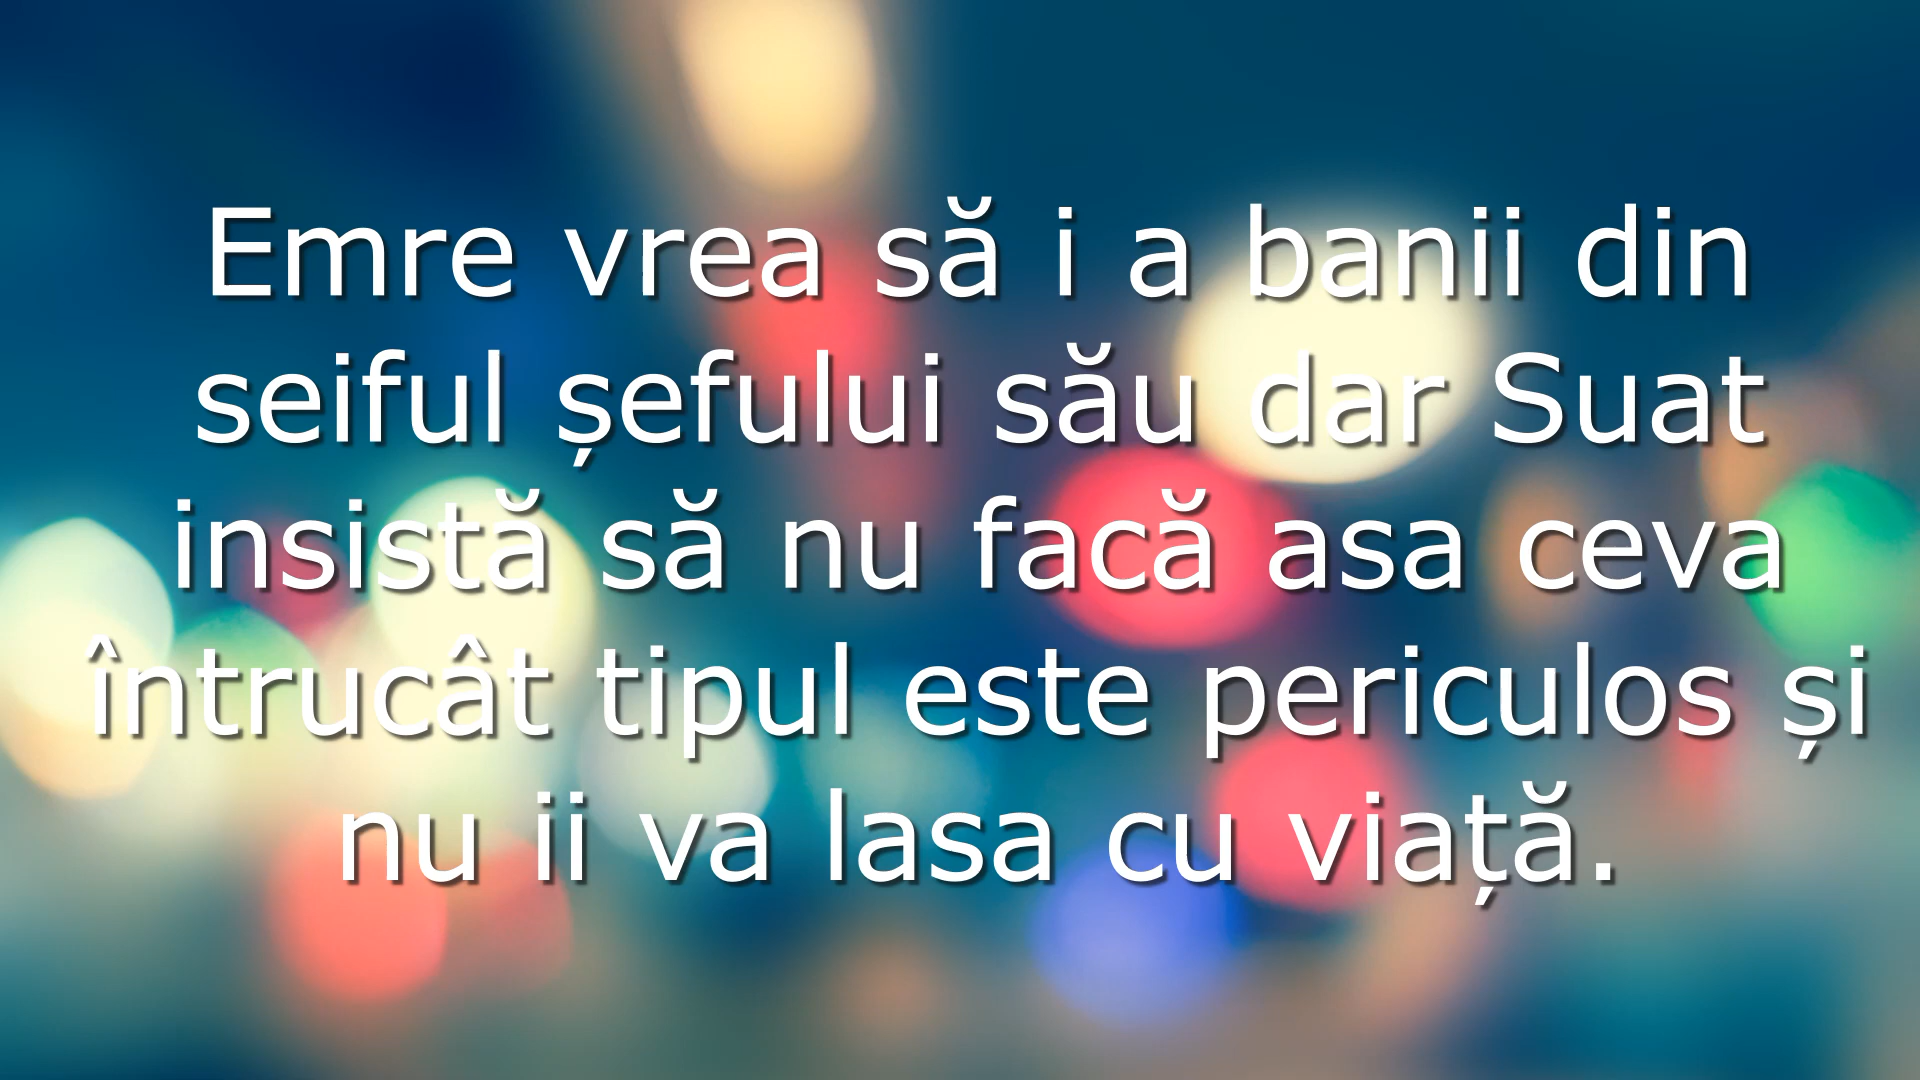 Emre vrea să i a banii din
seiful șefului său dar Suat
insistă să nu facă asa ceva
întrucât tipul este periculos și
nu ii va lasa cu viață.